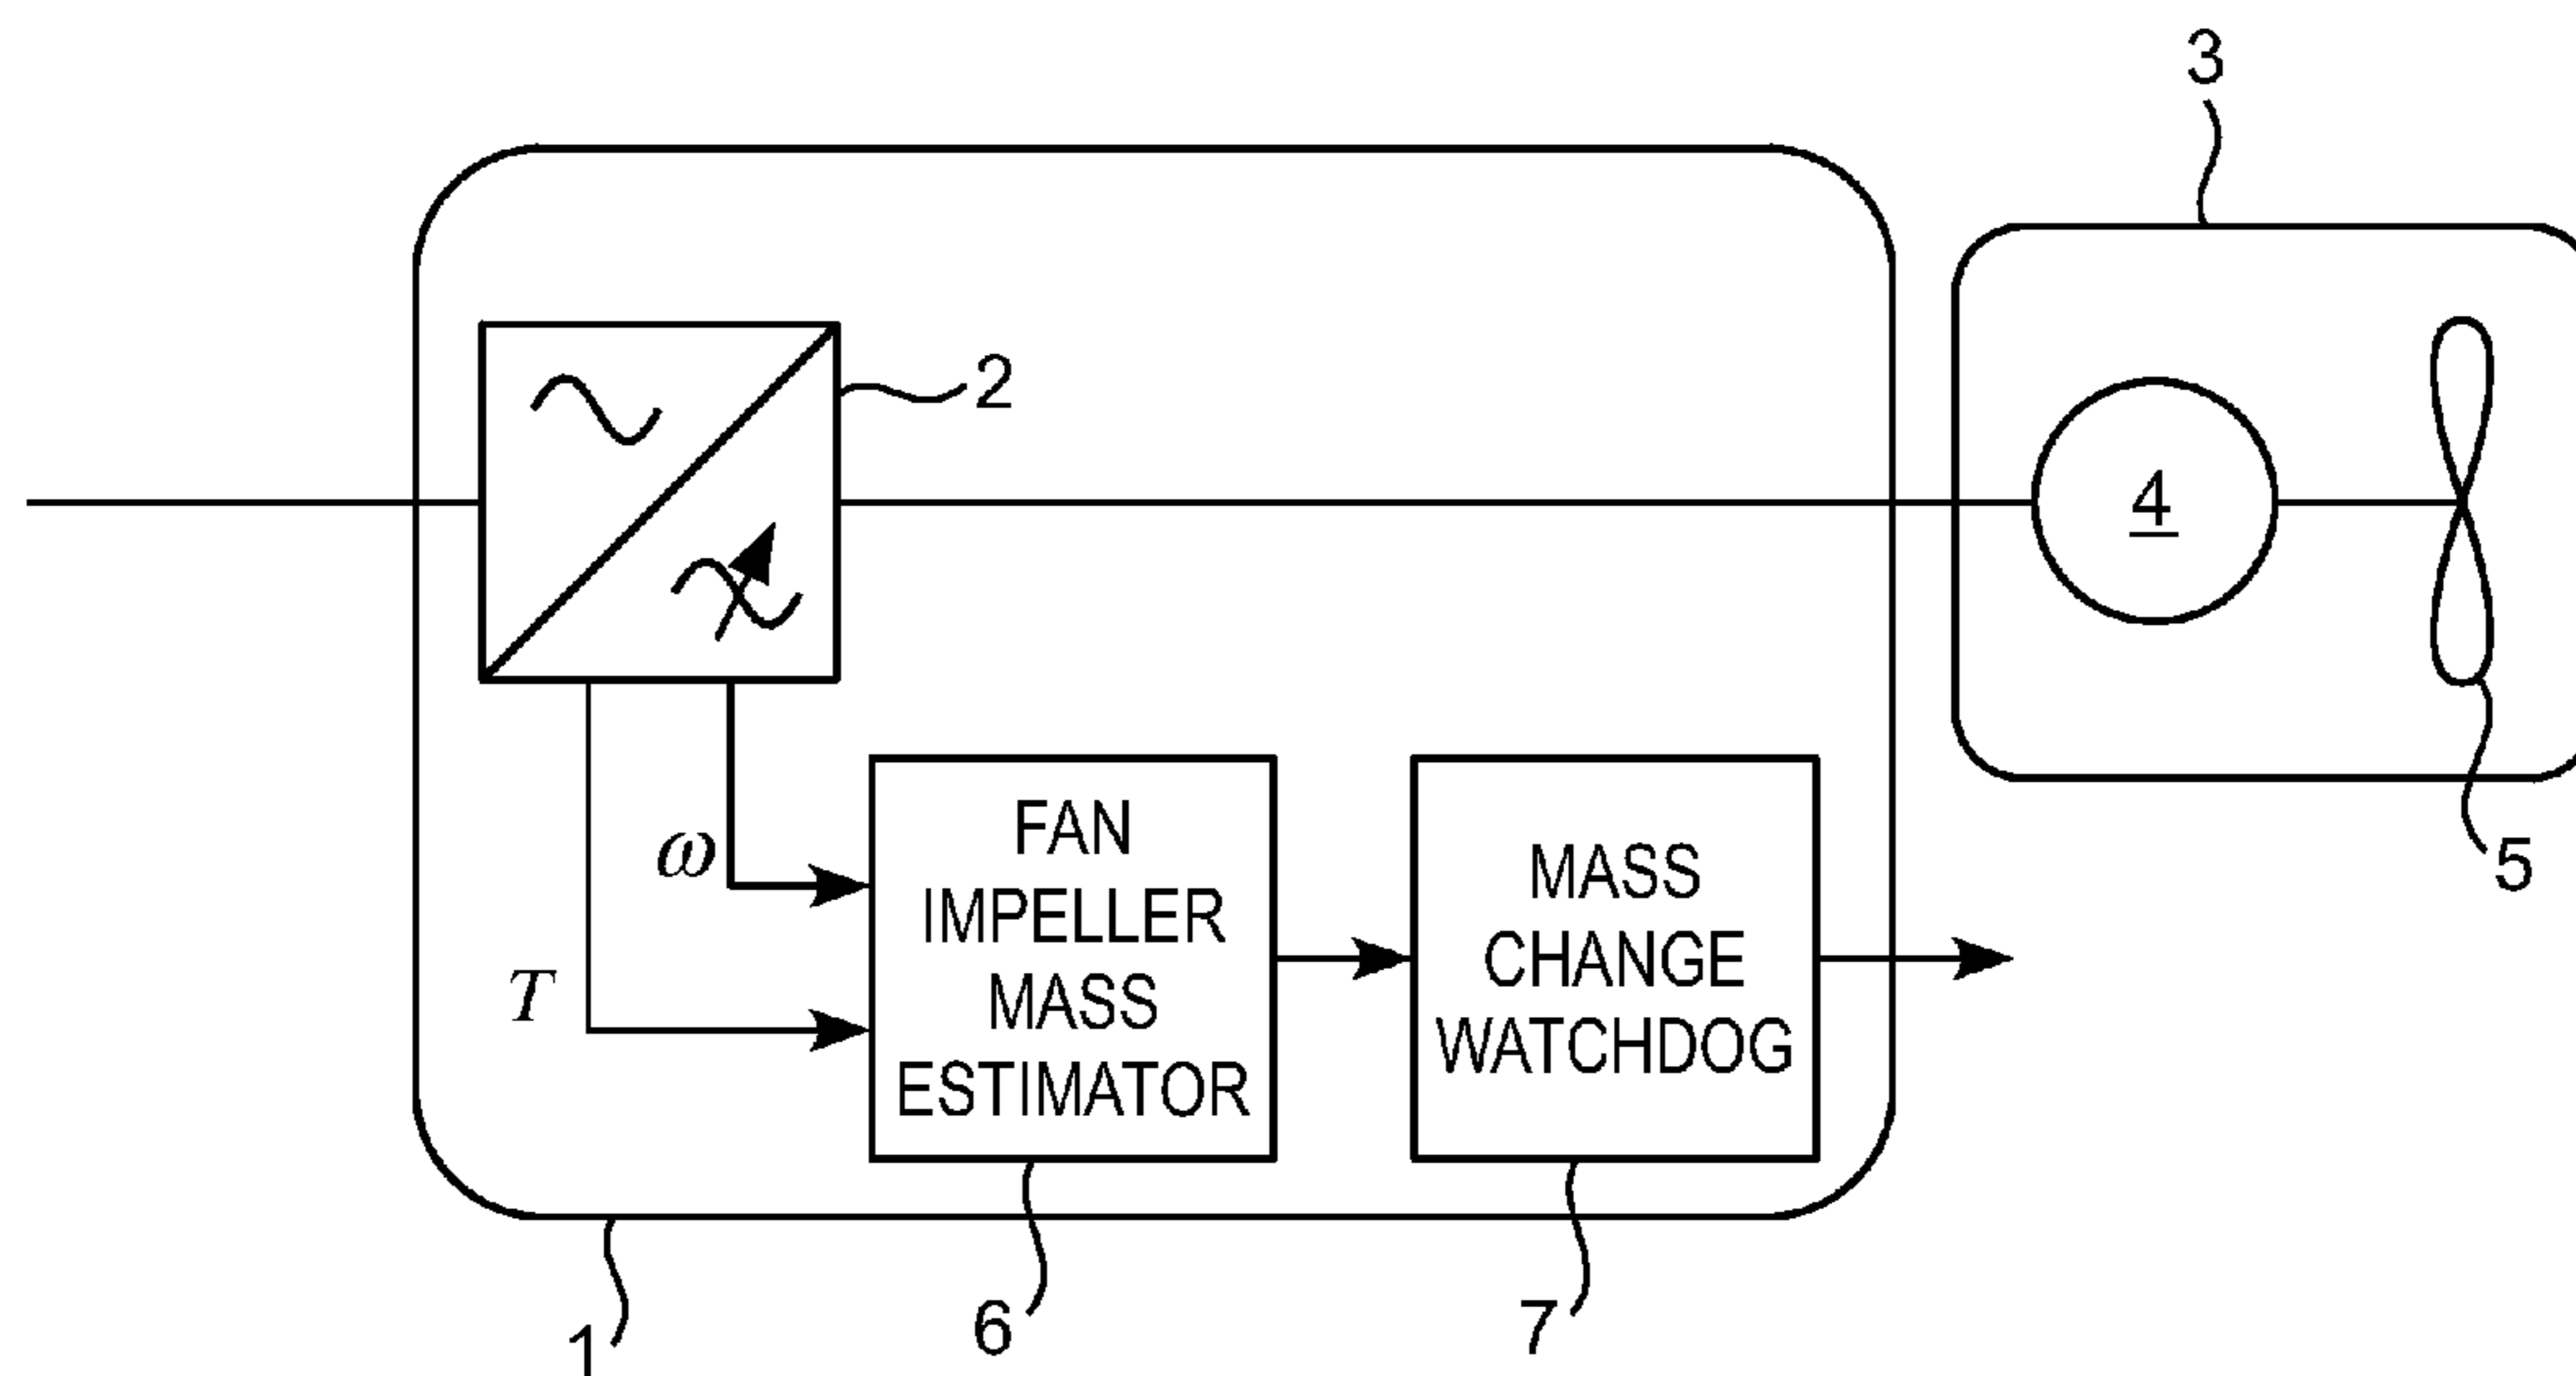 3
2
4
ω
T
FAN
IMPELLER
MASS
ESTIMATOR
MASS
CHANGE
WATCHDOG
5
1
6
7